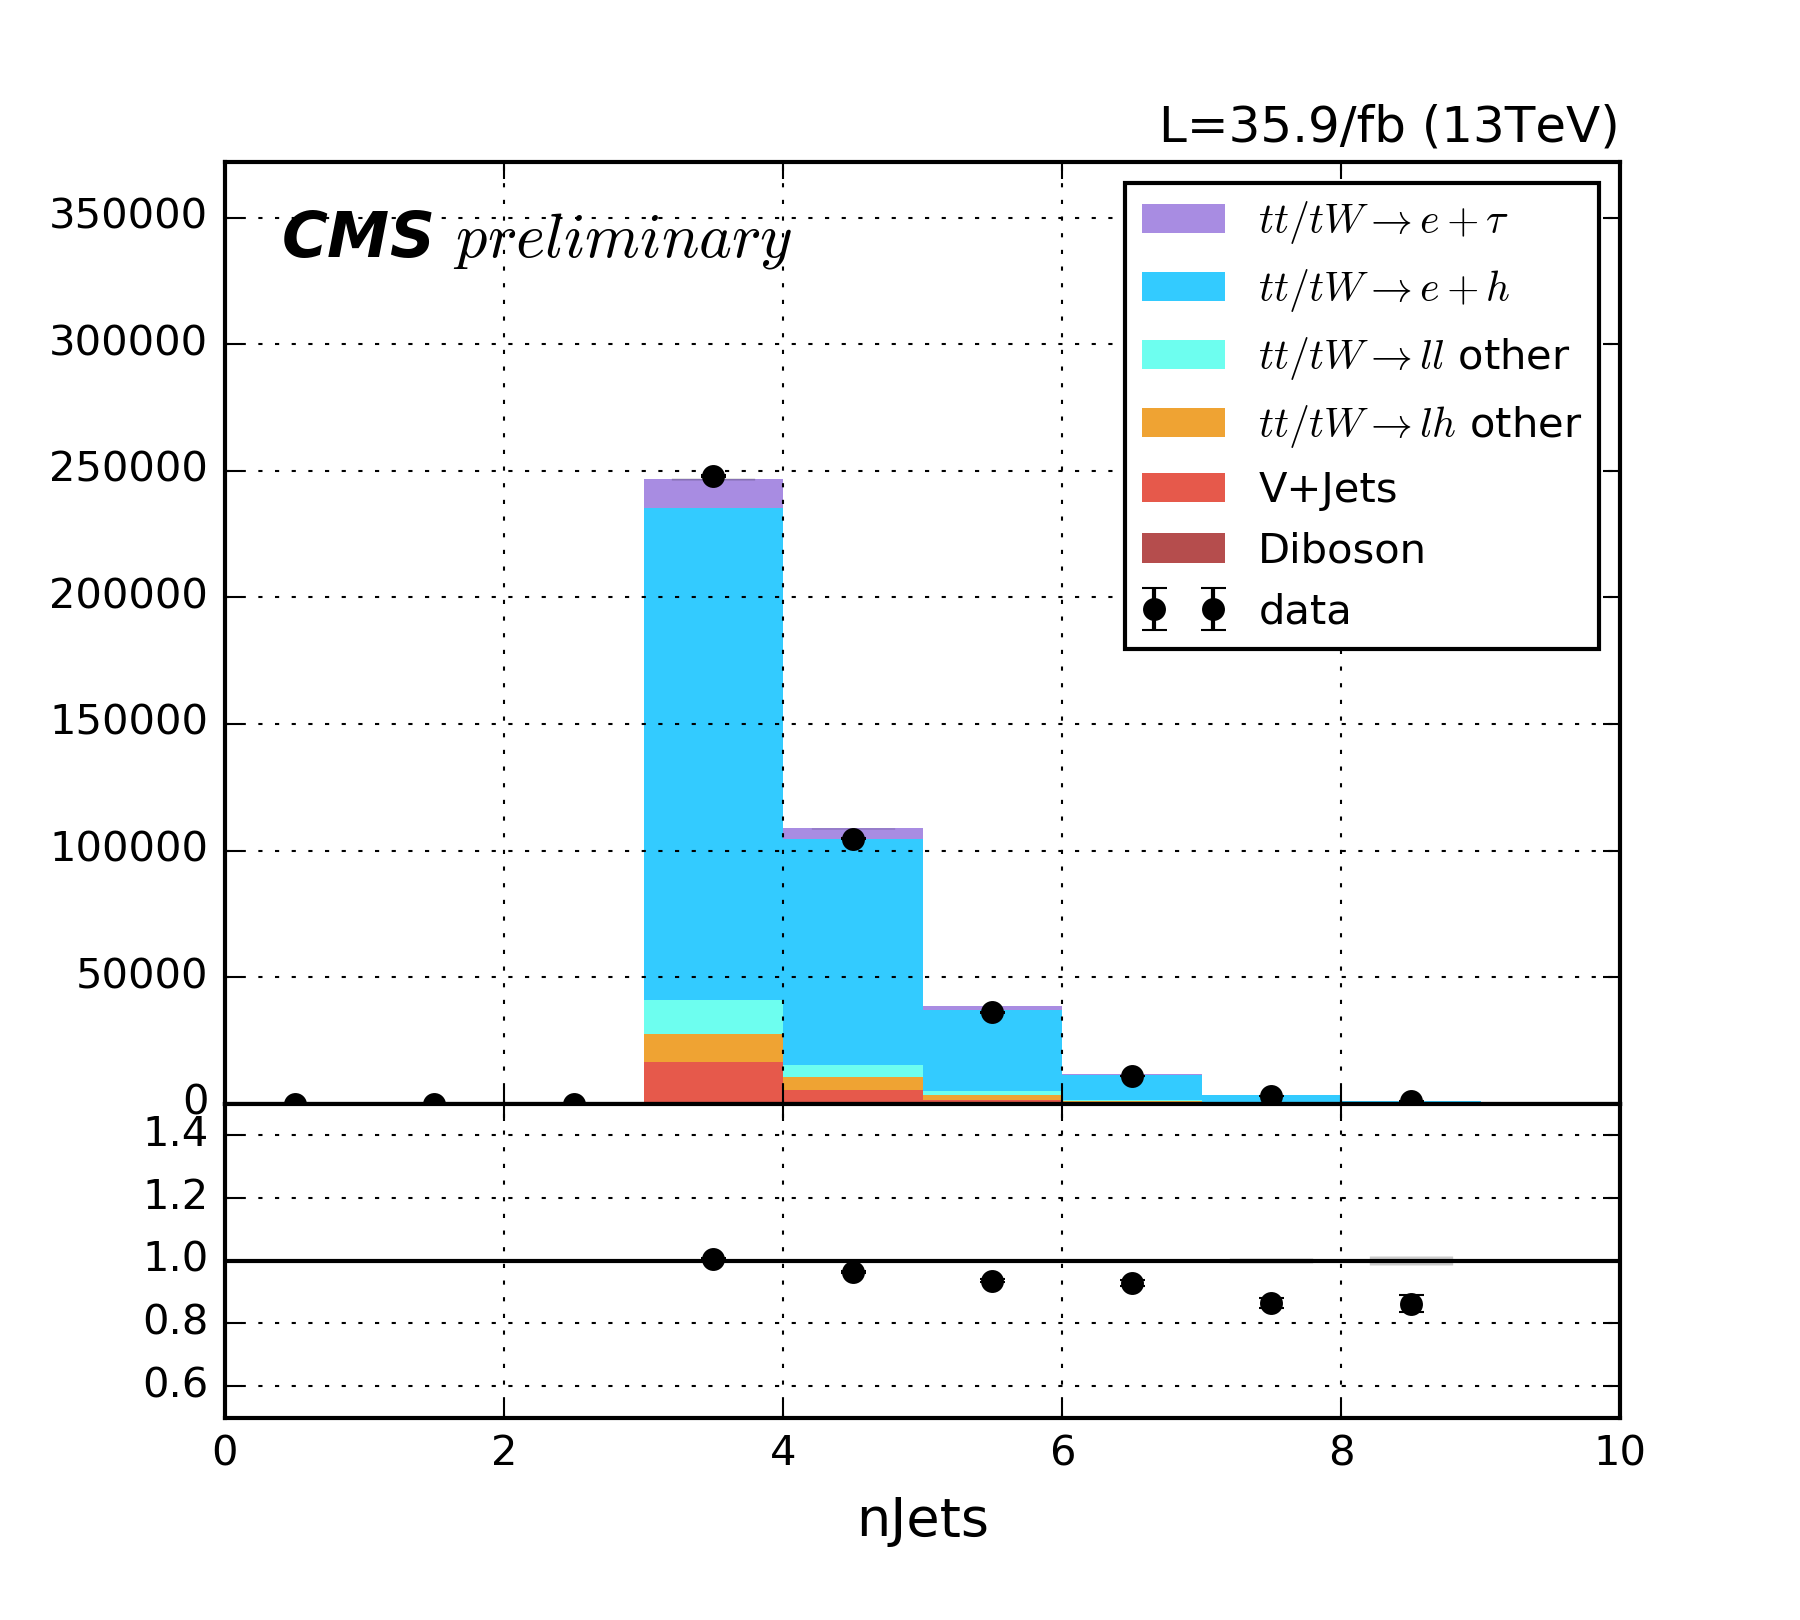 L=35.9/fb (13TeV)
CMS preliminary
350000
300000
250000
200000
150000
100000
50000
0
tt/tW→e+τ
tt/tW→e+h
tt/tW→ll other
tt/tW→lh other
V+Jets
Diboson
data
1.4
1.2
1.0
0.8
0.6
0 2 4 6 8 10
nJets